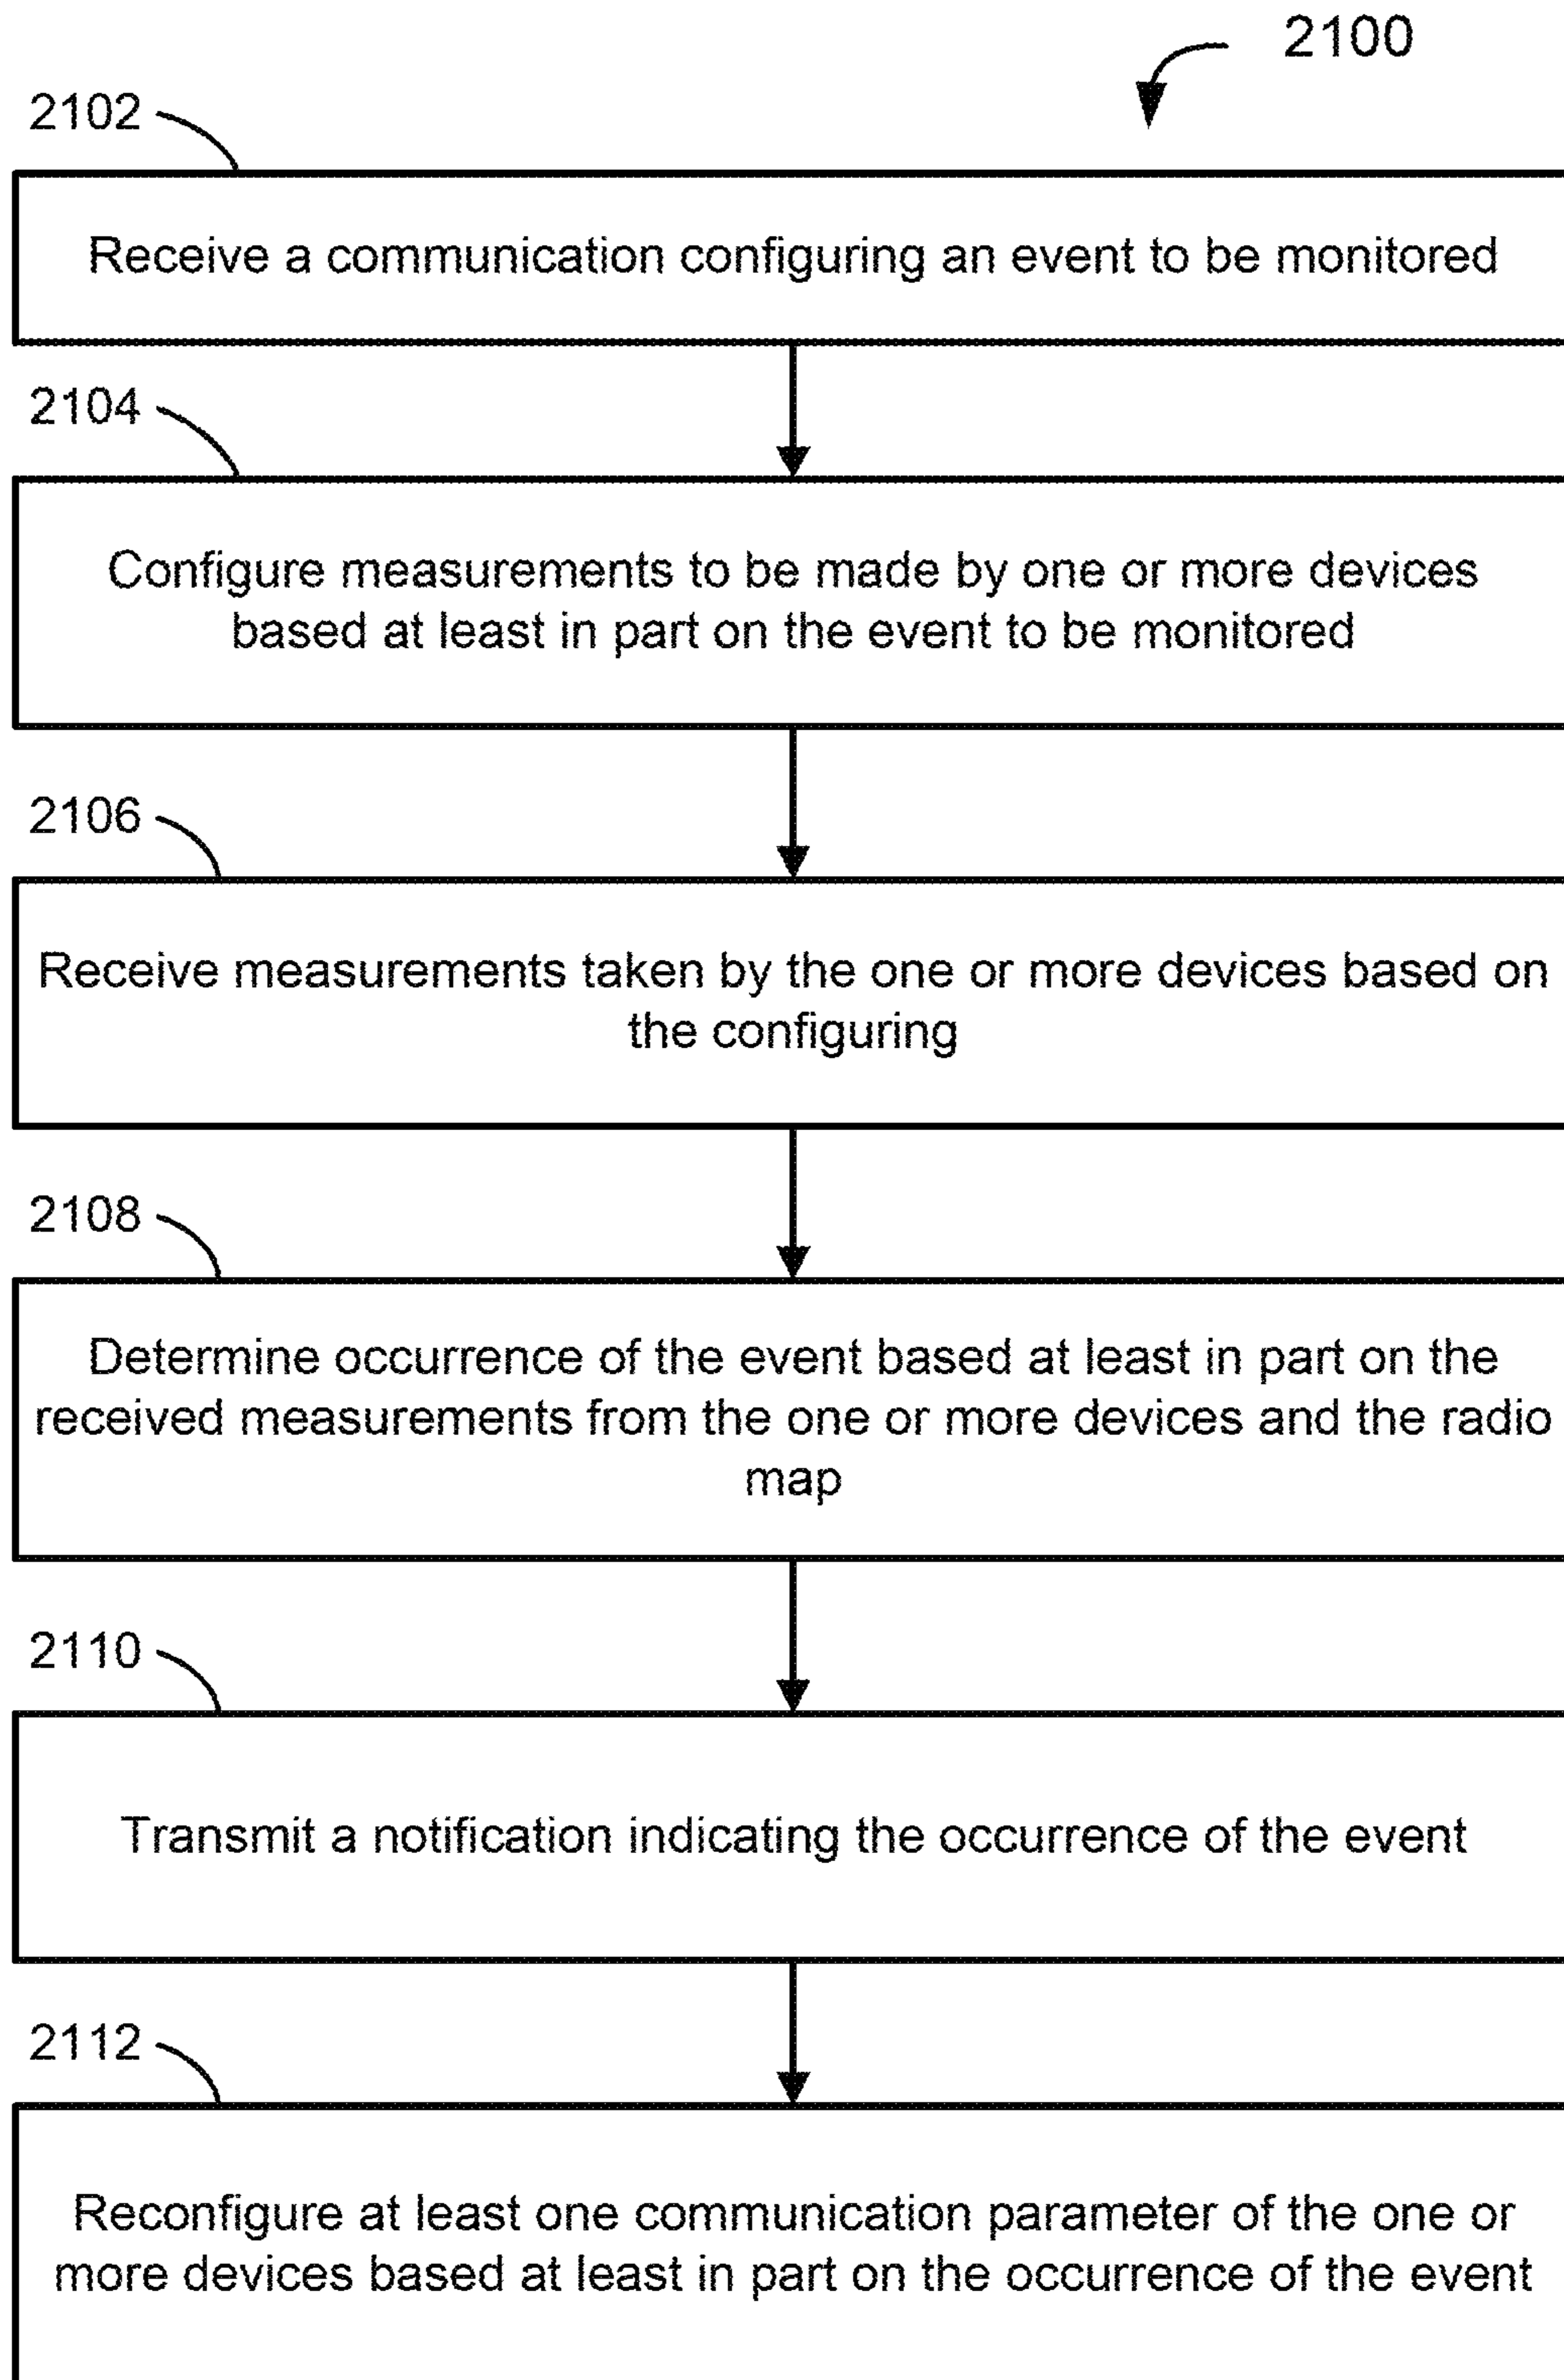 2100
2102
Receive a communication configuring an event to be monitored
2104
Configure measurements to be made by one or more devices
based at least in part on the event to be monitored
2106
Receive measurements taken by the one or more devices based on
the configuring
2108
Determine occurrence of the event based at least in part on the
received measurements from the one or more devices and the radio
map
2110
Transmit a notification indicating the occurrence of the event
2112
Reconfigure at least one communication parameter of the one or
more devices based at least in part on the occurrence of the event